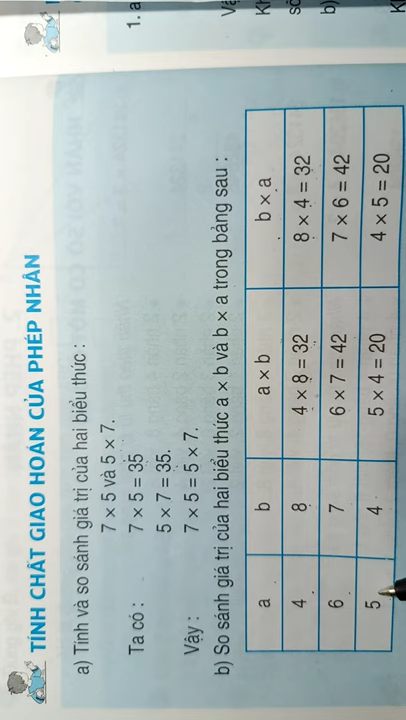 TÍNH CHẤT GIAO HOÁN CỦA PHÉP NHÂN
a) Tính và so sánh giá trị của hai biểu thức :
7 × 5 và 5 × 7.
Ta có : 7 × 5 = 35
5 × 7 = 35.
Vậy : 7 × 5 = 5 × 7.
b) So sánh giá trị của hai biểu thức a × b và b × a trong bảng sau :
a b a × b b × a
4 8 4 × 8 = 32 8 × 4 = 32
6 7 6 × 7 = 42 7 × 6 = 42
5 4 5 × 4 = 20 4 × 5 = 20
1. a
b)